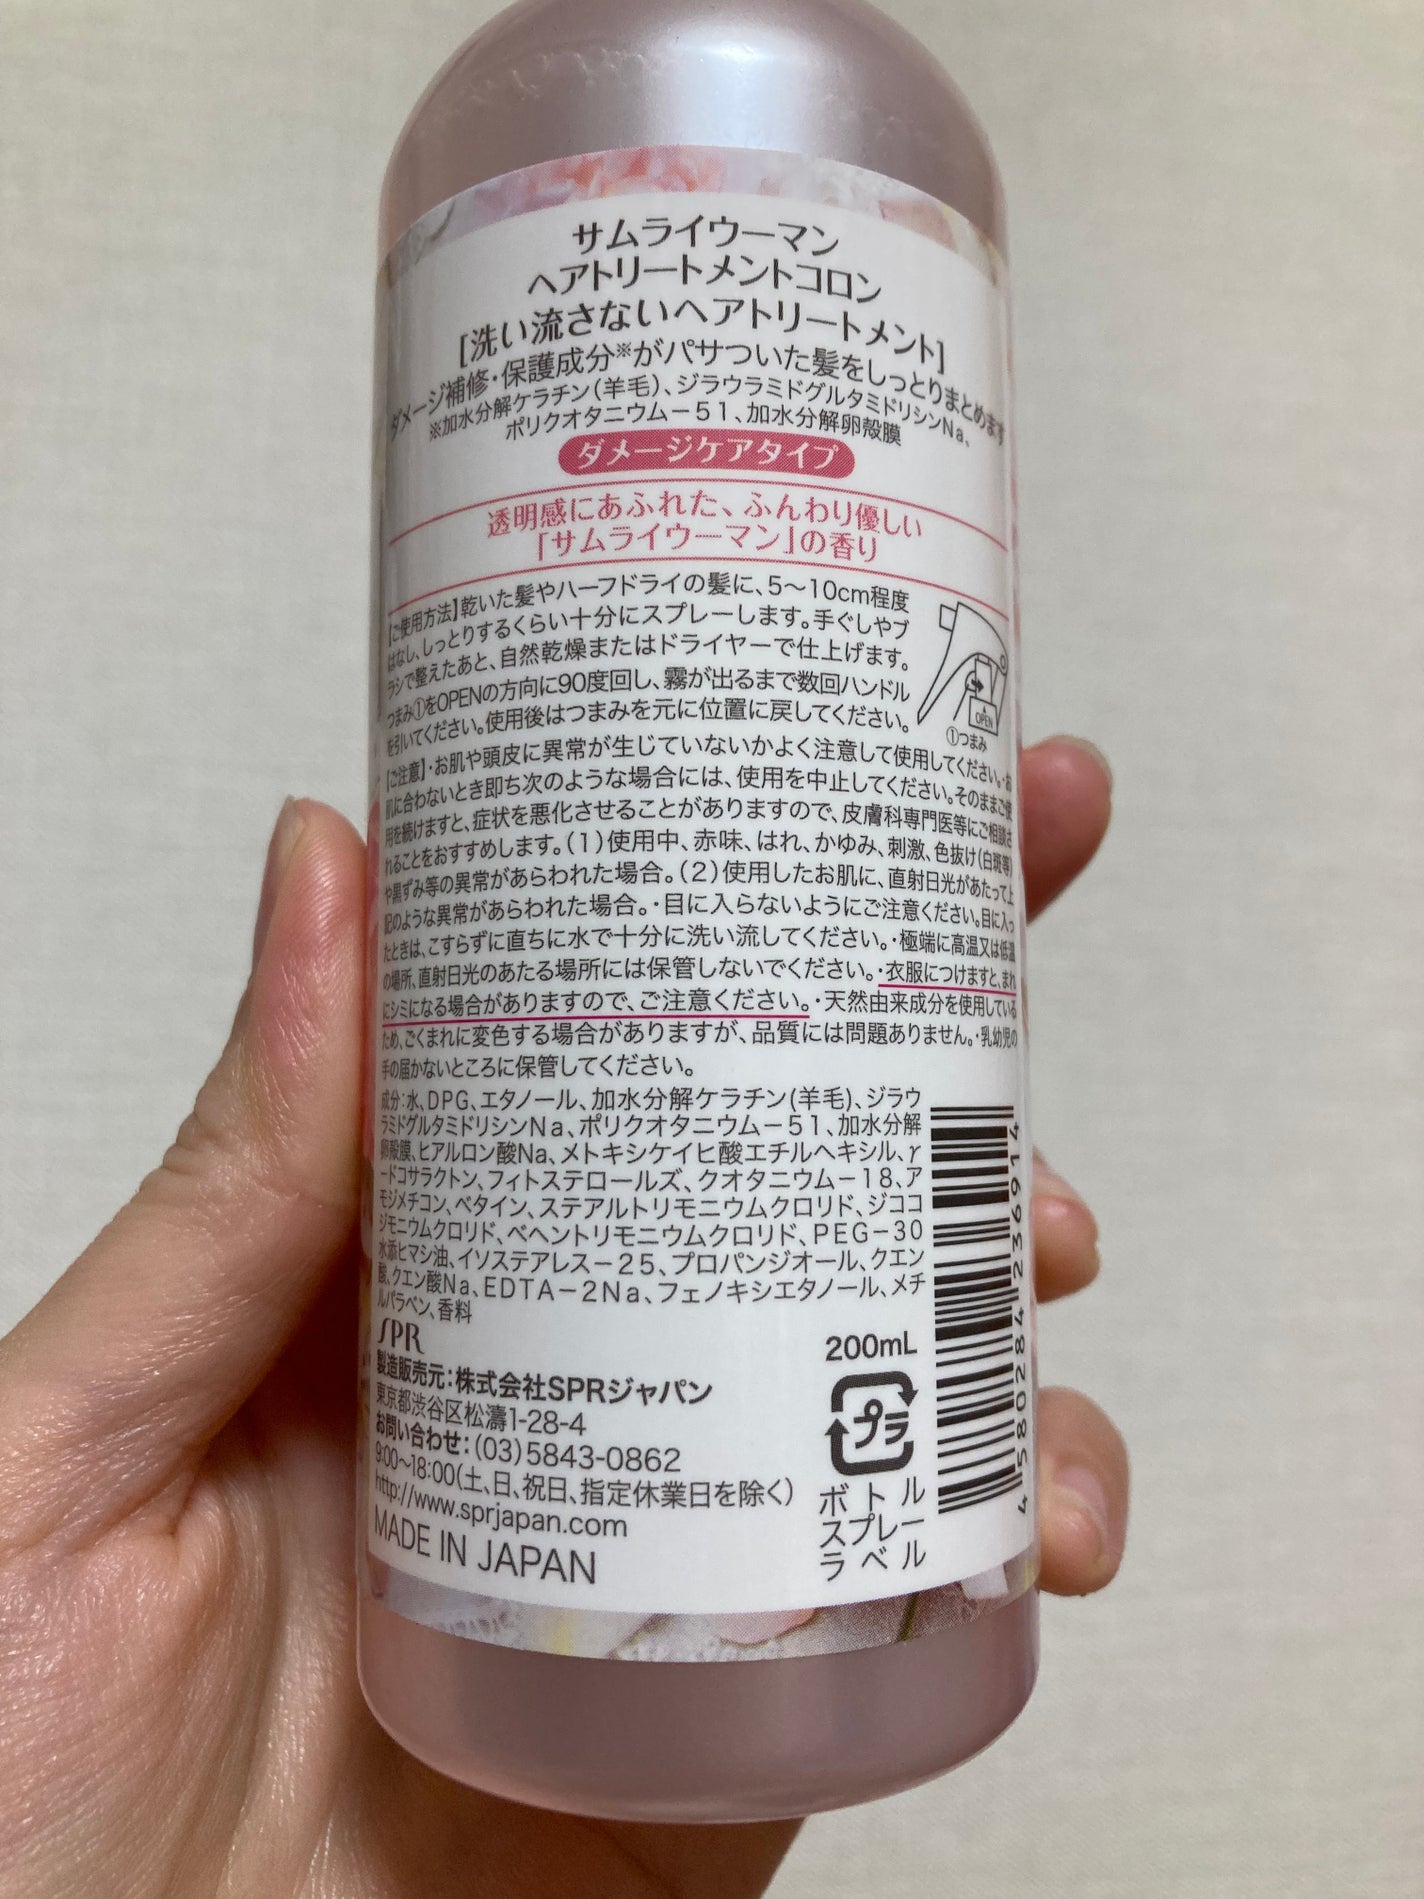 サムライウーマン
ヘアトリートメントコロン
[洗い流さないヘアトリートメント]
ダメージ補修・保護成分※がパサついた髪をしっとりまとめます
※加水分解ケラチン(羊毛)、ジラウラミドグルタミドリシンNa、
ポリクオタニウム－51、加水分解卵殻膜
ダメージケアタイプ
透明感にあふれた、ふんわり優しい
「サムライウーマン」の香り
【ご使用方法】乾いた髪やハーフドライの髪に、5〜10cm程度
はなし、しっとりするくらい十分にスプレーします。手ぐしやブ
ラシで整えたあと、自然乾燥またはドライヤーで仕上げます。
つまみ①をOPENの方向に90度回し、霧が出るまで数回ハンドル
を引いてください。使用後はつまみを元に位置に戻してください。
OPEN
①つまみ
【ご注意】・お肌や頭皮に異常が生じていないかよく注意して使用してください。・お
肌に合わないとき即ち次のような場合には、使用を中止してください。そのままご使
用を続けますと、症状を悪化させることがありますので、皮膚科専門医等にご相談さ
れることをおすすめします。(1)使用中、赤味、はれ、かゆみ、刺激、色抜け(白斑等)
や黒ずみ等の異常があらわれた場合。(2)使用したお肌に、直射日光があたって上
記のような異常があらわれた場合。・目に入らないようにご注意ください。目に入っ
たときは、こすらずに直ちに水で十分に洗い流してください。・極端に高温又は低温
の場所、直射日光のあたる場所には保管しないでください。・衣服につけますと、まれ
にシミになる場合がありますので、ご注意ください。・天然由来成分を使用している
ため、ごくまれに変色する場合がありますが、品質には問題ありません。・乳幼児の
手の届かないところに保管してください。
成分：水、DPG、エタノール、加水分解ケラチン(羊毛)、ジラウ
ラミドグルタミドリシンNa、ポリクオタニウム－51、加水分解
卵殻膜、ヒアルロン酸Na、メトキシケイヒ酸エチルヘキシル、γ
ードコサラクトン、フィトステロールズ、クオタニウム－18、ア
モジメチコン、ベタイン、ステアルトリモニウムクロリド、ジココ
ジモニウムクロリド、ベヘントリモニウムクロリド、PEG－30
水添ヒマシ油、イソステアレス－25、プロパンジオール、クエン
酸、クエン酸Na、EDTA－2Na、フェノキシエタノール、メチ
ルパラベン、香料
SPR
製造販売元：株式会社SPRジャパン
東京都渋谷区松濤1-28-4
お問い合わせ：(03)5843-0862
9:00〜18:00(土、日、祝日、指定休業日を除く)
http://www.sprjapan.com
MADE IN JAPAN
200mL
プラ
ボトル
スプレー
ラベル
4580284236914